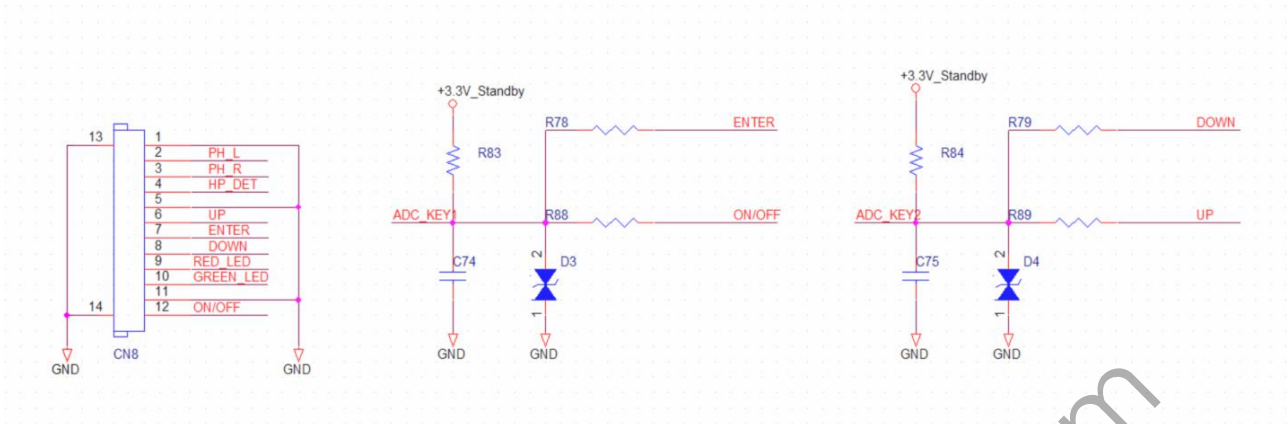 13
1
2 PH_L
3 PH_R
4 HP_DET
5
6 UP
7 ENTER
8 DOWN
9 RED_LED
10 GREEN_LED
11
14
12 ON/OFF
CN8
GND
GND
+3.3V_Standby
R78
ENTER
R83
ADC_KEY1
R88
ON/OFF
C74
2
D3
1
GND
GND
+3.3V_Standby
R79
DOWN
R84
ADC_KEY2
R89
UP
C75
2
D4
1
GND
GND